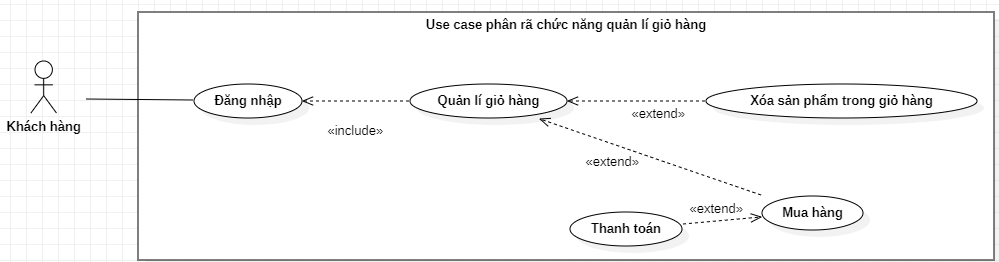 Use case phân rã chức năng quản lí giỏ hàng
Khách hàng
Đăng nhập
«include»
Quản lí giỏ hàng
«extend»
Xóa sản phẩm trong giỏ hàng
«extend»
Thanh toán
«extend»
Mua hàng